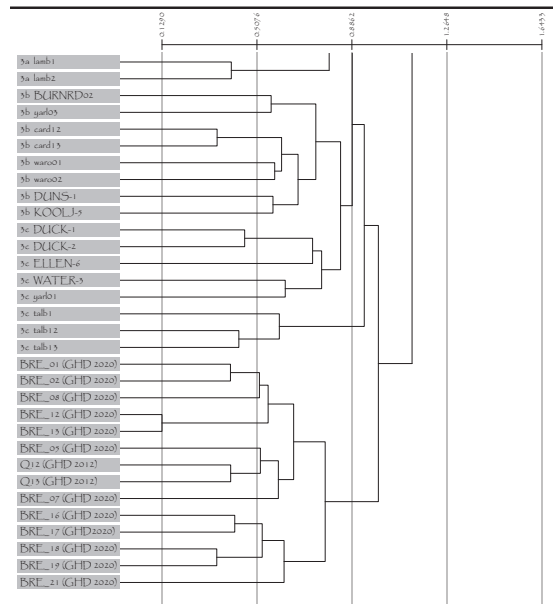 0.1290 0.5076 0.8862 1.2648 1.6433
3a lamb1
3a lamb2
3b BURNRD02
3b yarl03
3b card12
3b card13
3b waro01
3b waro02
3b DUNS-1
3b KOOLJ-5
3c DUCK-1
3c DUCK-2
3c ELLEN-6
3c WATER-3
3c yarl01
3c talb1
3c talb12
3c talb13
BRE_01 (GHD 2020)
BRE_02 (GHD 2020)
BRE_08 (GHD 2020)
BRE_12 (GHD 2020)
BRE_13 (GHD 2020)
BRE_05 (GHD 2020)
Q12 (GHD 2012)
Q13 (GHD 2012)
BRE_07 (GHD 2020)
BRE_16 (GHD 2020)
BRE_17 (GHD2020)
BRE_18 (GHD 2020)
BRE_19 (GHD 2020)
BRE_21 (GHD 2020)